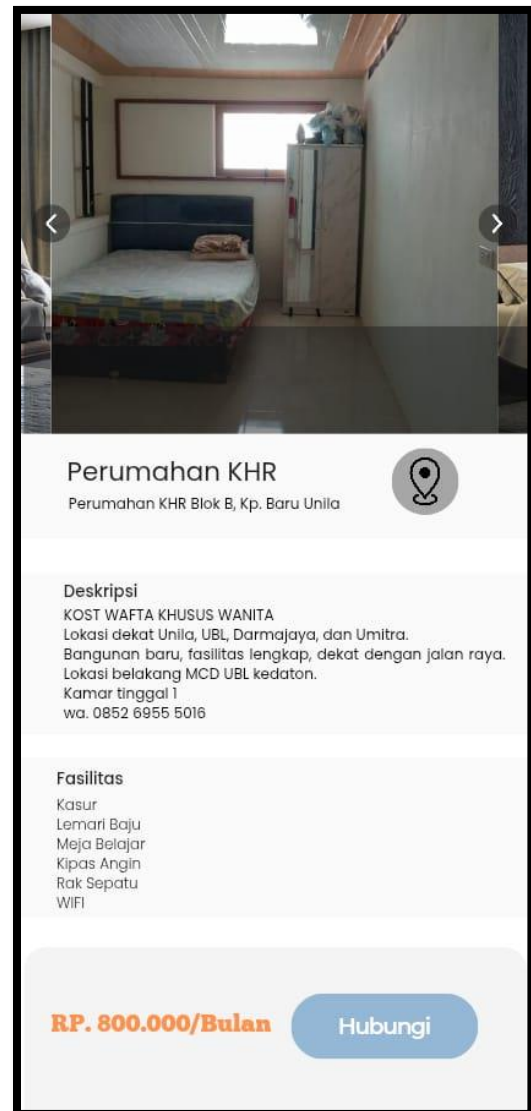 Perumahan KHR
Perumahan KHR Blok B, Kp. Baru Unila
Deskripsi
KOST WAFTA KHUSUS WANITA
Lokasi dekat Unila, UBL, Darmajaya, dan Umitra.
Bangunan baru, fasilitas lengkap, dekat dengan jalan raya.
Lokasi belakang MCD UBL kedaton.
Kamar tinggal 1
wa. 0852 6955 5016
Fasilitas
Kasur
Lemari Baju
Meja Belajar
Kipas Angin
Rak Sepatu
WIFI
RP. 800.000/Bulan
Hubungi